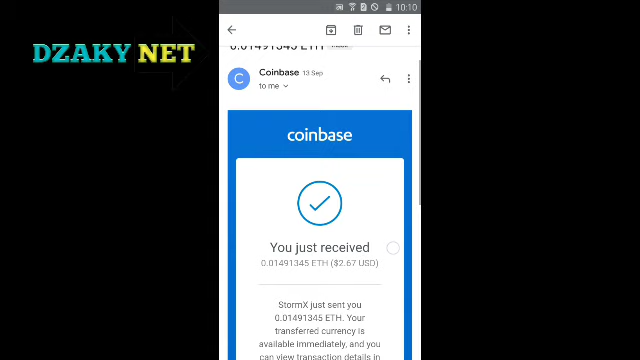 10:10
DZAKY NET
0.01491345 ETH
Coinbase 13 Sep
C
to me
coinbase
You just received
0.01491345 ETH ($2.67 USD)
StormX just sent you
0.01491345 ETH. Your
transferred currency is
available immediately, and you
can view transaction details in